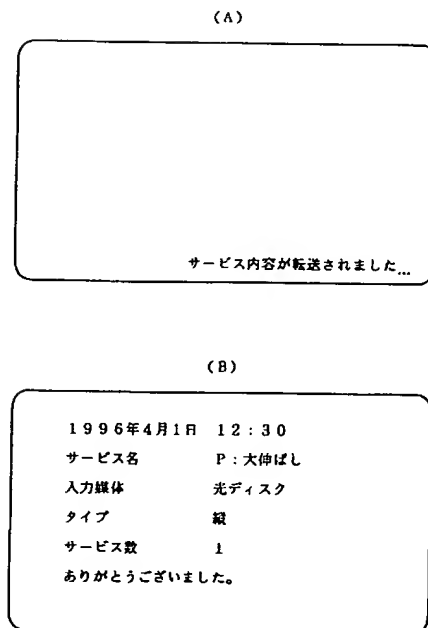 (A)
サービス内容が転送されました...
(B)
1996年4月1日 12:30
サービス名 P:大伸ばし
入力媒体 光ディスク
タイプ 縦
サービス数 1
ありがとうございました。